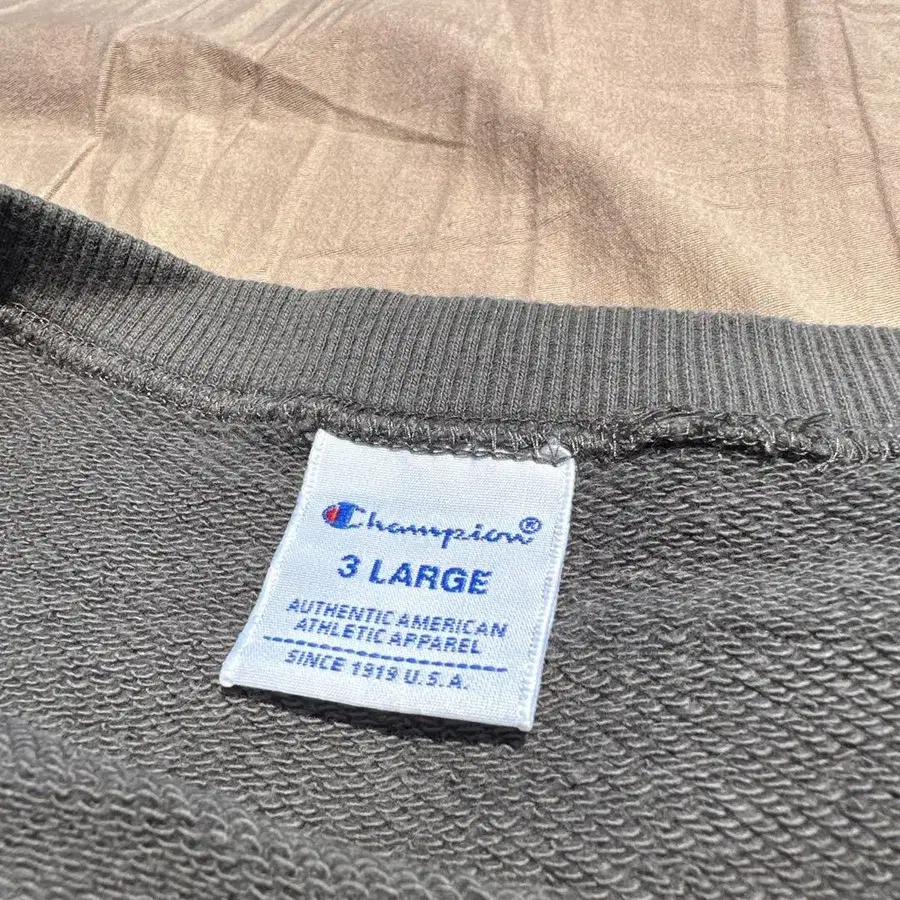 Champion®
3 LARGE
AUTHENTIC AMERICAN
ATHLETIC APPAREL
SINCE 1919 U.S.A.